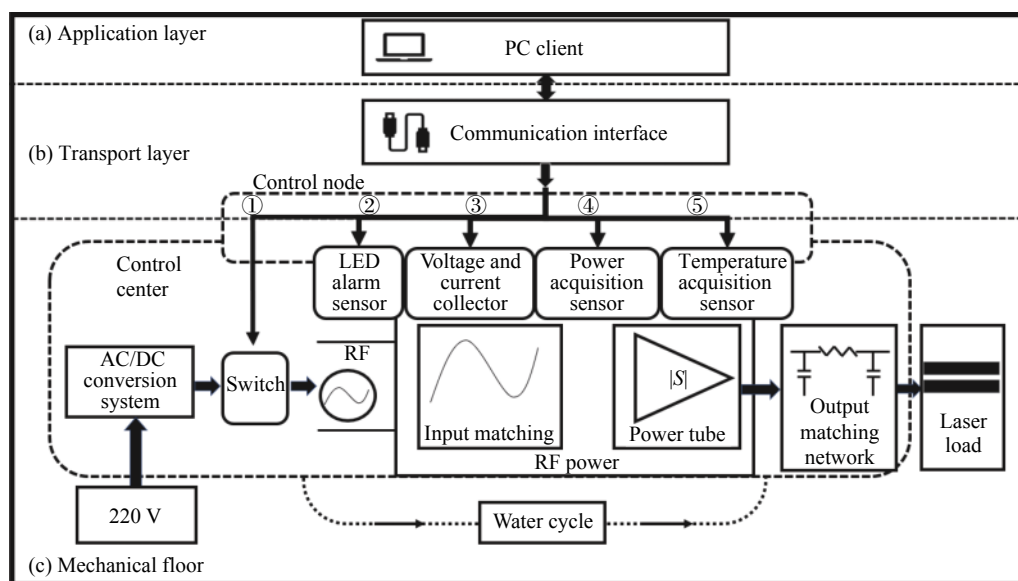 (a) Application layer
PC client
Communication interface
(b) Transport layer
Control node
① ② ③ ④ ⑤
Control
center
LED
alarm
sensor
Voltage and
current
collector
Power
acquisition
sensor
Temperature
acquisition
sensor
AC/DC
conversion
system
Switch
RF
Input matching
|S|
Power tube
RF power
Output
matching
network
Laser
load
220 V
Water cycle
(c) Mechanical floor